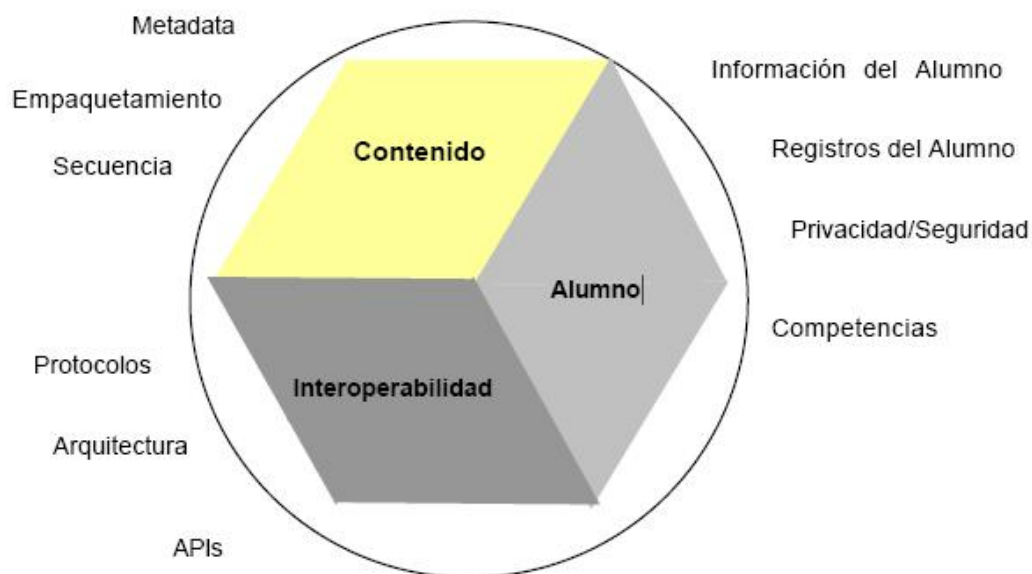 Metadata
Empaquetamiento
Secuencia
Contenido
Información del Alumno
Registros del Alumno
Privacidad/Seguridad
Alumno
Competencias
Protocolos
Interoperabilidad
Arquitectura
APIs